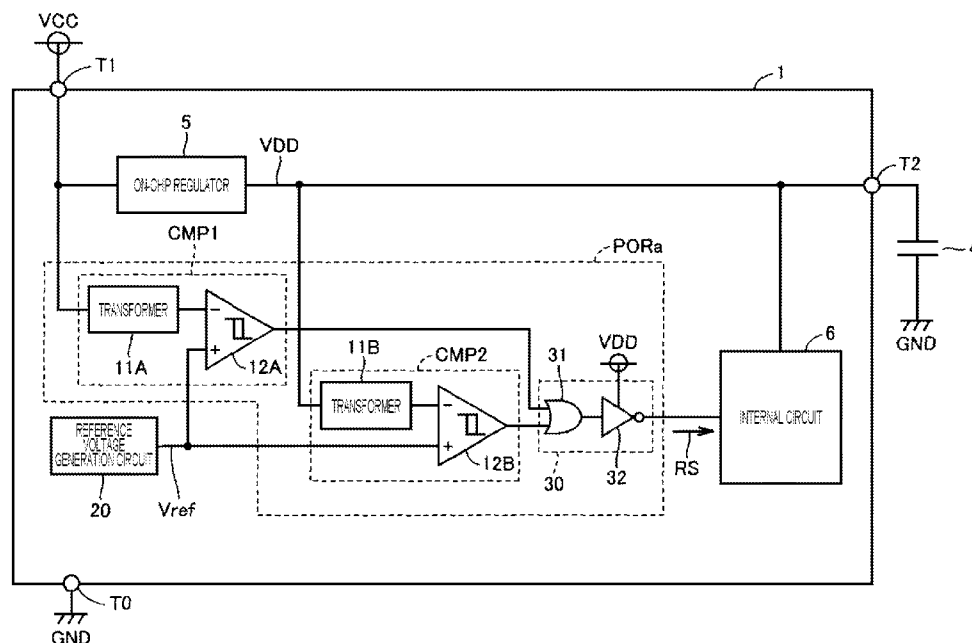 VCC
T1
1
5
VDD
T2
ON-CHIP REGULATOR
CMP1
PORa
4
TRANSFORMER
−
+
11A
12A
11B
CMP2
31
VDD
6
GND
TRANSFORMER
−
+
INTERNAL CIRCUIT
REFERENCE
VOLTAGE
GENERATION CIRCUIT
12B
30
32
RS
20
Vref
T0
GND